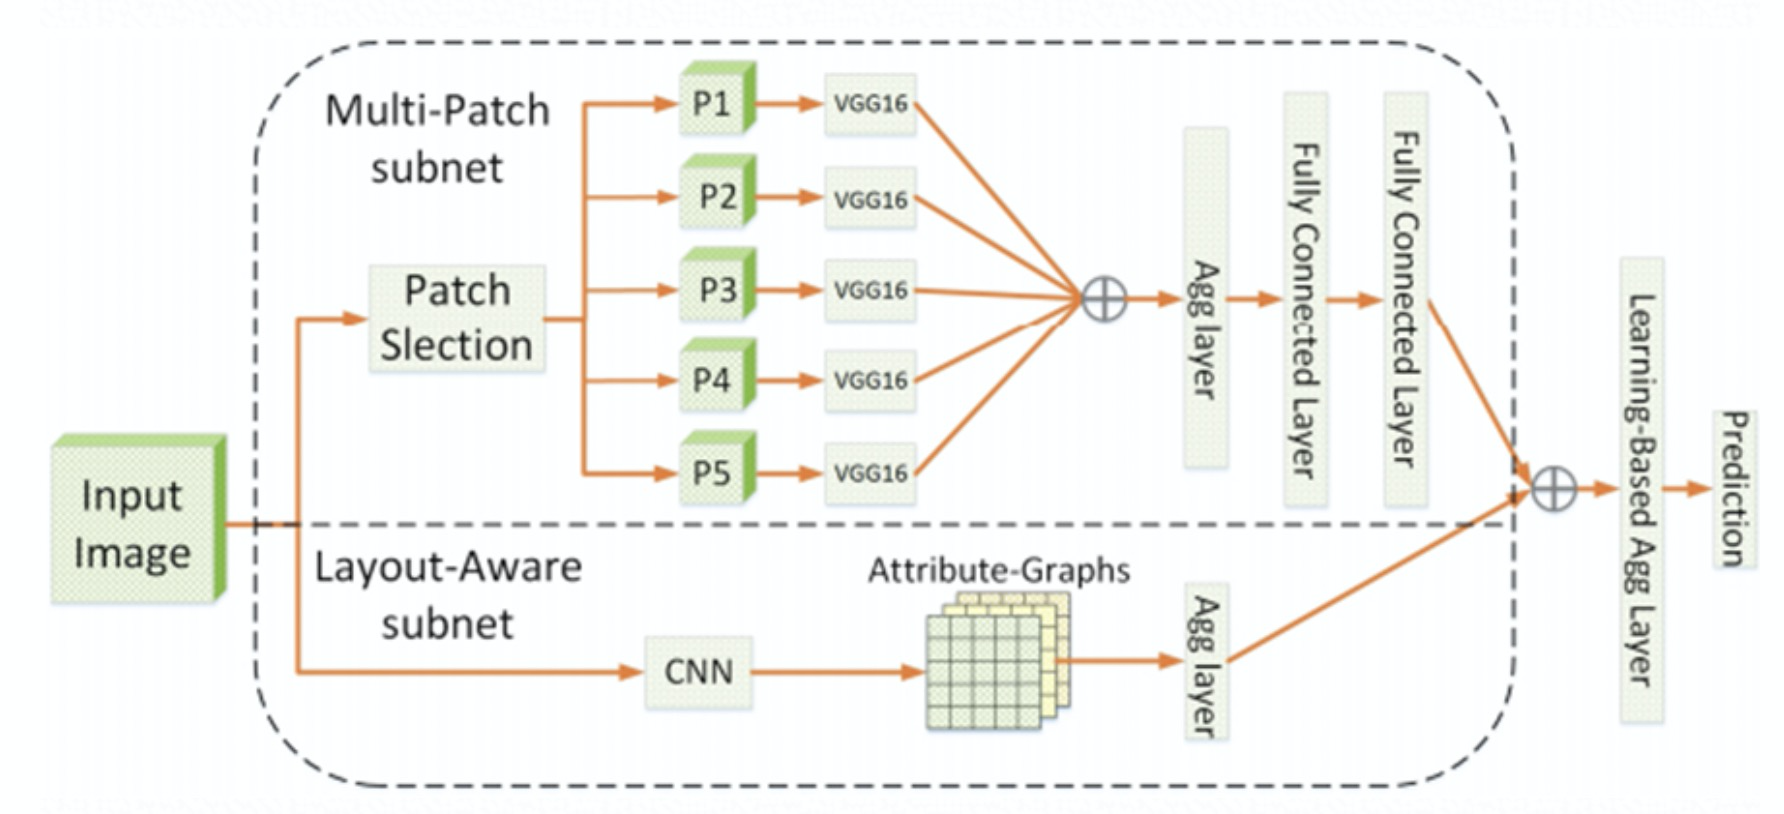 Multi-Patch
subnet
P1
VGG16
P2
VGG16
P3
VGG16
P4
VGG16
P5
VGG16
Patch
Slection
Agg layer
Fully Connected Layer
Fully Connected Layer
Input
Image
Layout-Aware
subnet
CNN
Attribute-Graphs
Agg layer
Learning-Based Agg Layer
Prediction